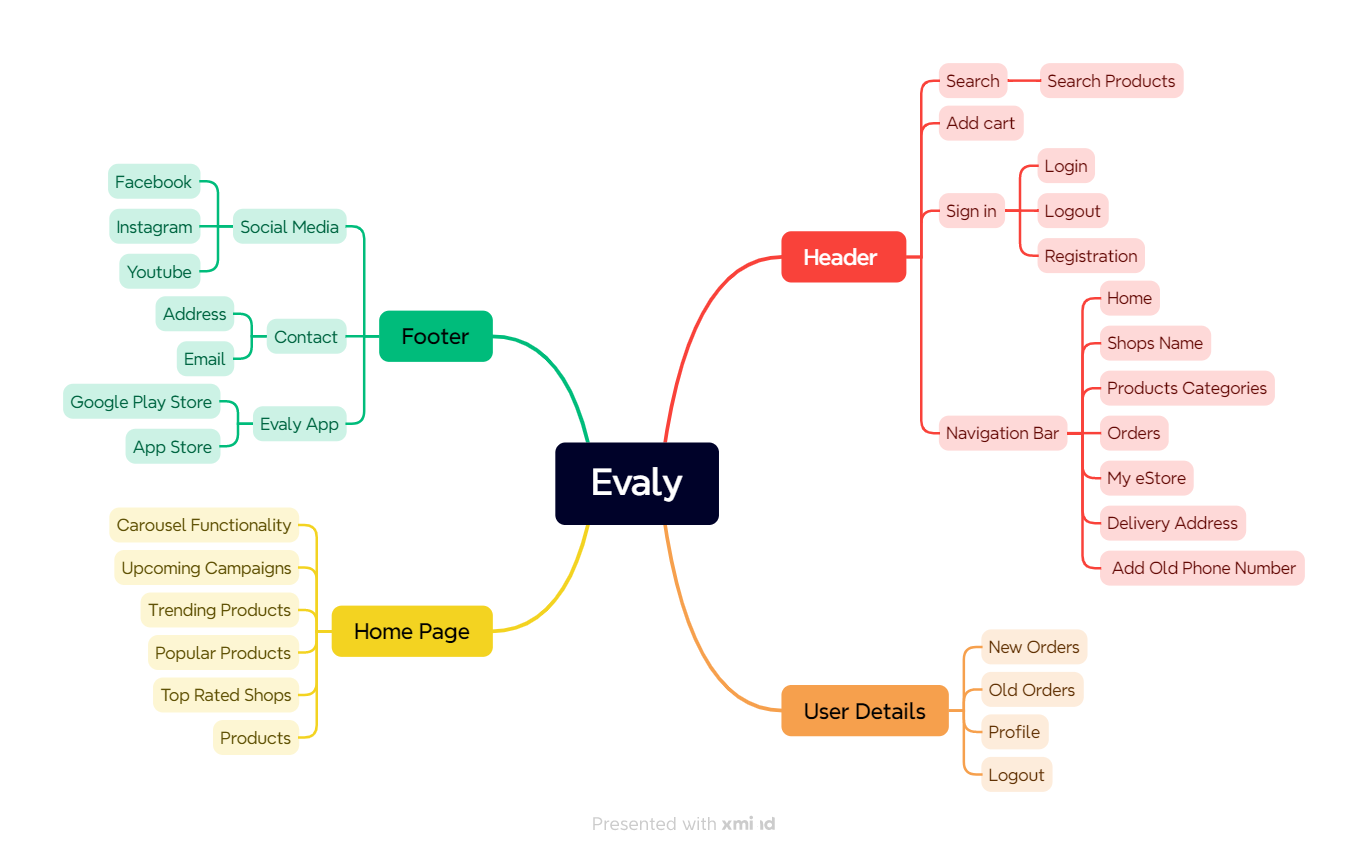 Evaly
Header
Search
Search Products
Add cart
Sign in
Login
Logout
Registration
Navigation Bar
Home
Shops Name
Products Categories
Orders
My eStore
Delivery Address
Add Old Phone Number
User Details
New Orders
Old Orders
Profile
Logout
Footer
Social Media
Facebook
Instagram
Youtube
Contact
Address
Email
Evaly App
Google Play Store
App Store
Home Page
Carousel Functionality
Upcoming Campaigns
Trending Products
Popular Products
Top Rated Shops
Products
Presented with xmind